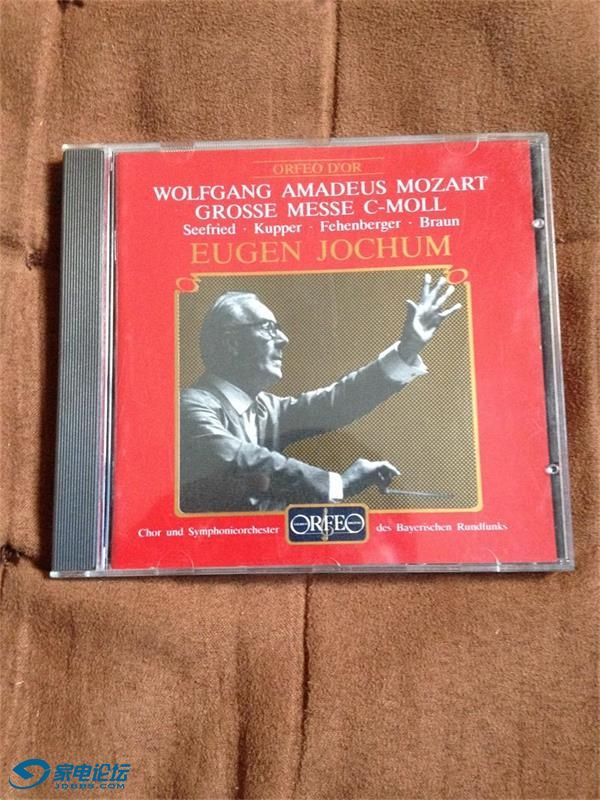 ORFEO D'OR
WOLFGANG AMADEUS MOZART
GROSSE MESSE C-MOLL
Seefried · Kupper · Fehenberger · Braun
EUGEN JOCHUM
Chor und Symphonieorchester ORFEO des Bayerischen Rundfunks
家电论坛
JDBBS.COM